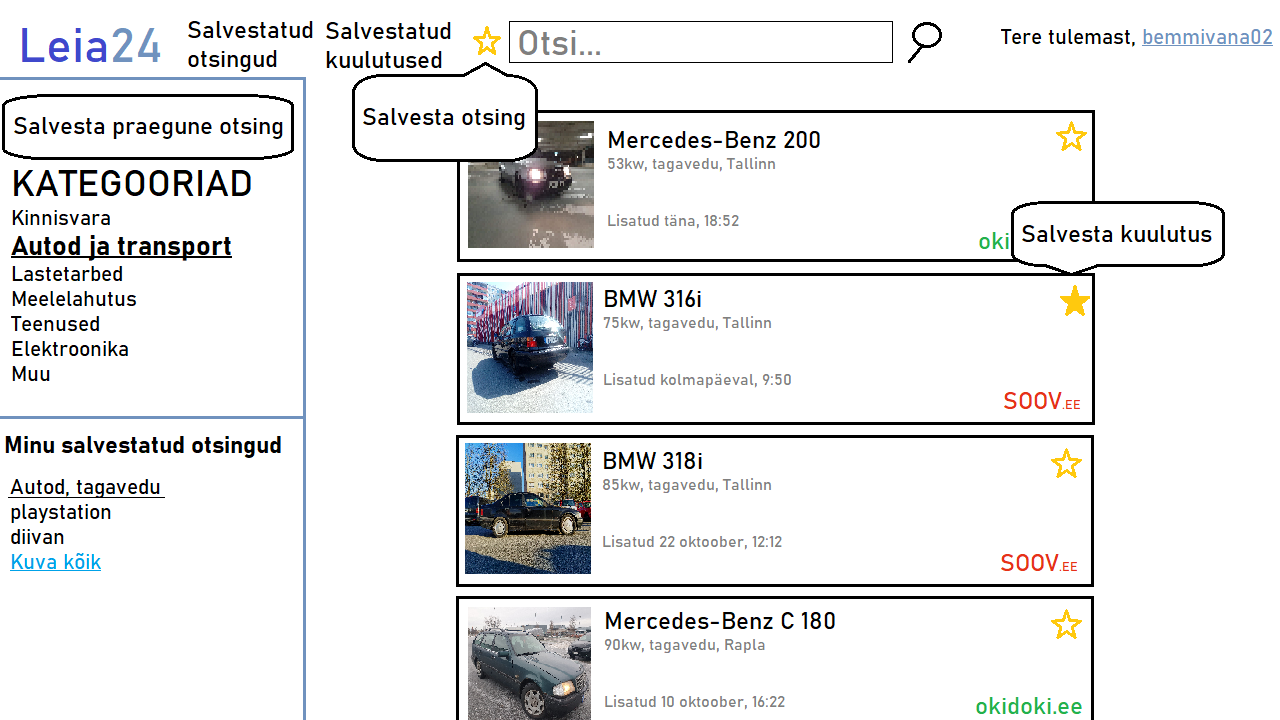 Leia24
Salvestatud
otsingud
Salvestatud
kuulutused
Otsi...
Tere tulemast, bemmivana02
Salvesta praegune otsing
KATEGOORIAD
Kinnisvara
Autod ja transport
Lastetarbed
Meelelahutus
Teenused
Elektroonika
Muu
Minu salvestatud otsingud
Autod, tagavedu
playstation
diivan
Kuva kõik
Salvesta otsing
Mercedes-Benz 200
53kw, tagavedu, Tallinn
Lisatud täna, 18:52
oki
Salvesta kuulutus
BMW 316i
75kw, tagavedu, Tallinn
Lisatud kolmapäeval, 9:50
SOOV.EE
BMW 318i
85kw, tagavedu, Tallinn
Lisatud 22 oktoober, 12:12
SOOV.EE
Mercedes-Benz C 180
90kw, tagavedu, Rapla
Lisatud 10 oktoober, 16:22
okidoki.ee